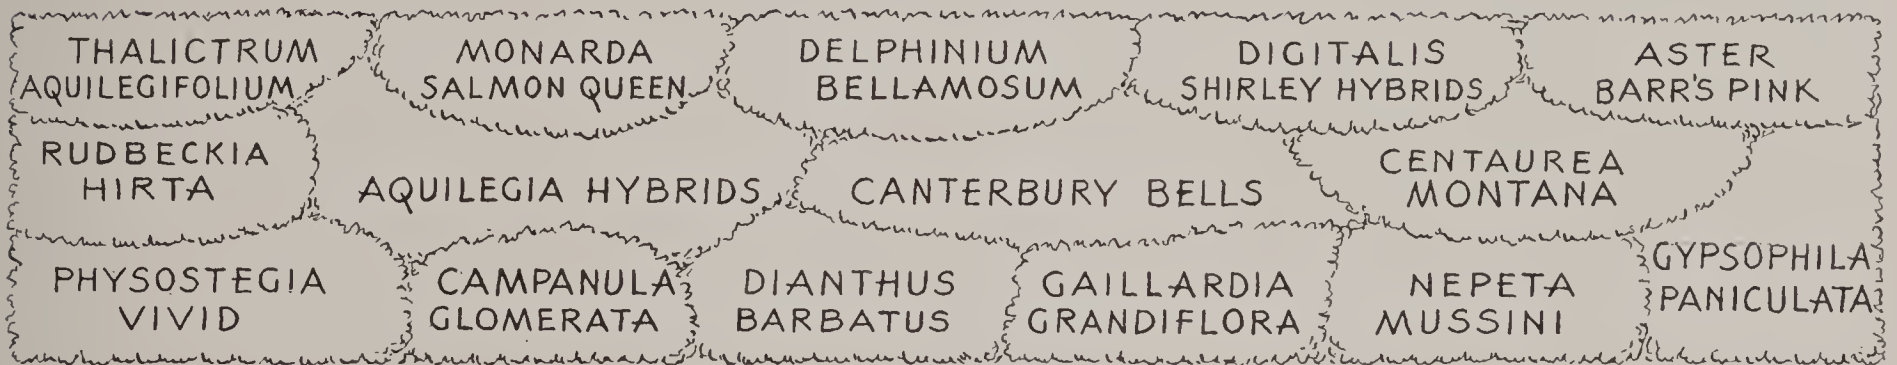 THALICTRUM
AQUILEGIFOLIUM
MONARDA
SALMON QUEEN
DELPHINIUM
BELLAMOSUM
DIGITALIS
SHIRLEY HYBRIDS
ASTER
BARR'S PINK
RUDBECKIA
HIRTA
AQUILEGIA HYBRIDS
CANTERBURY BELLS
CENTAUREA
MONTANA
PHYSOSTEGIA
VIVID
CAMPANULA
GLOMERATA
DIANTHUS
BARBATUS
GAILLARDIA
GRANDIFLORA
NEPETA
MUSSINI
GYPSOPHILA
PANICULATA